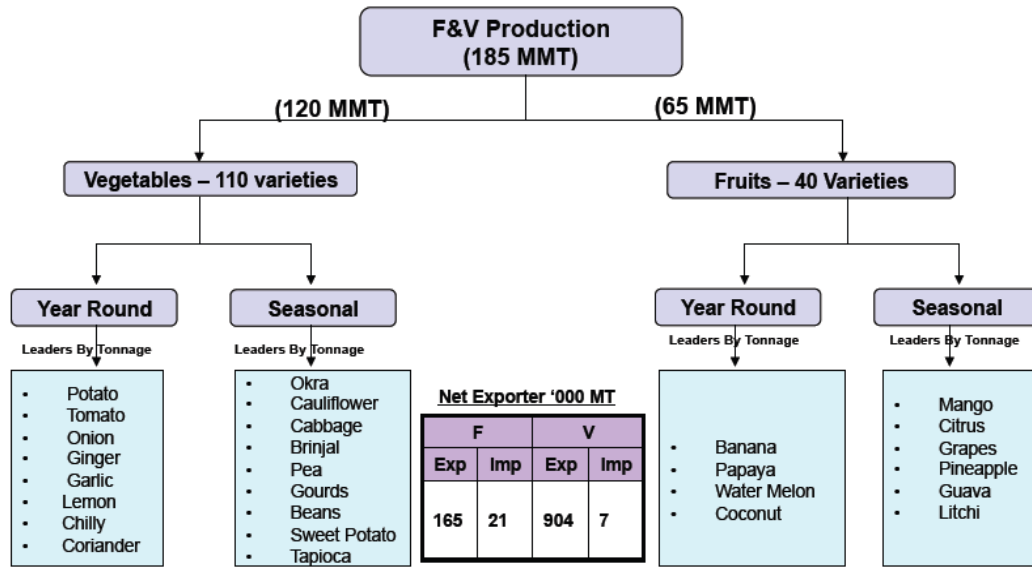 F&V Production
(185 MMT)
(120 MMT)
(65 MMT)
Vegetables – 110 varieties
Fruits – 40 Varieties
Year Round
Seasonal
Year Round
Seasonal
Leaders By Tonnage
Leaders By Tonnage
Leaders By Tonnage
Leaders By Tonnage
• Potato
• Tomato
• Onion
• Ginger
• Garlic
• Lemon
• Chilly
• Coriander
• Okra
• Cauliflower
• Cabbage
• Brinjal
• Pea
• Gourds
• Beans
• Sweet Potato
• Tapioca
Net Exporter ‘000 MT
F V
Exp Imp Exp Imp
165 21 904 7
• Banana
• Papaya
• Water Melon
• Coconut
• Mango
• Citrus
• Grapes
• Pineapple
• Guava
• Litchi